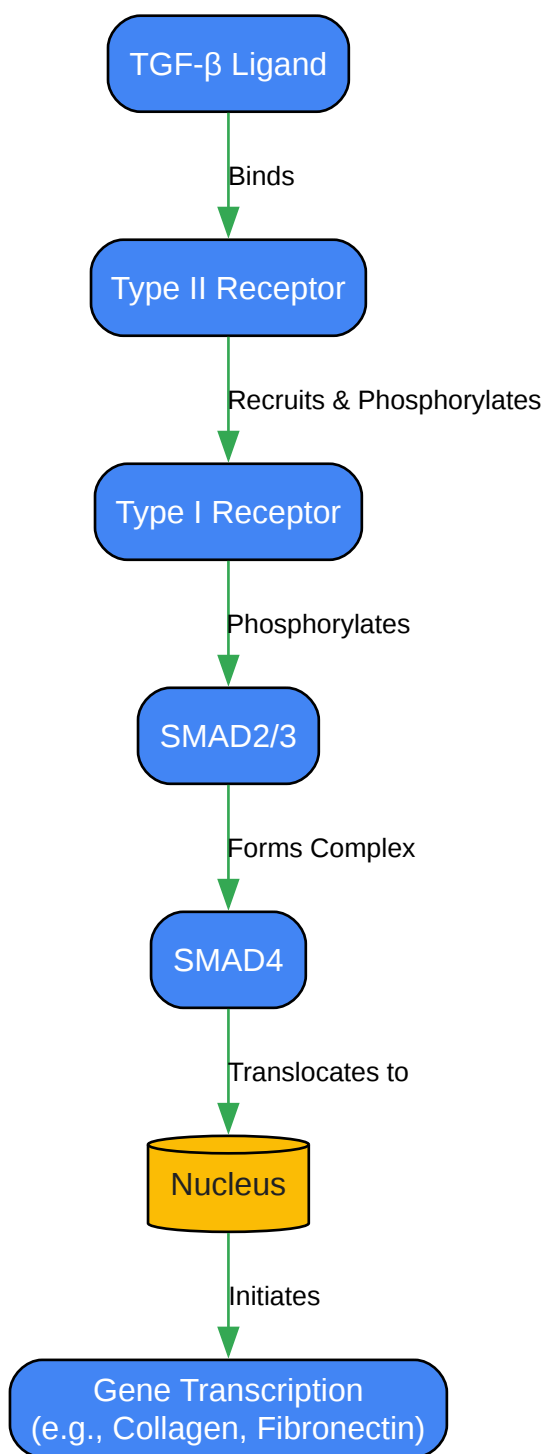 TGF-β Ligand
Binds
Type II Receptor
Recruits & Phosphorylates
Type I Receptor
Phosphorylates
SMAD2/3
Forms Complex
SMAD4
Translocates to
Nucleus
Initiates
Gene Transcription
(e.g., Collagen, Fibronectin)